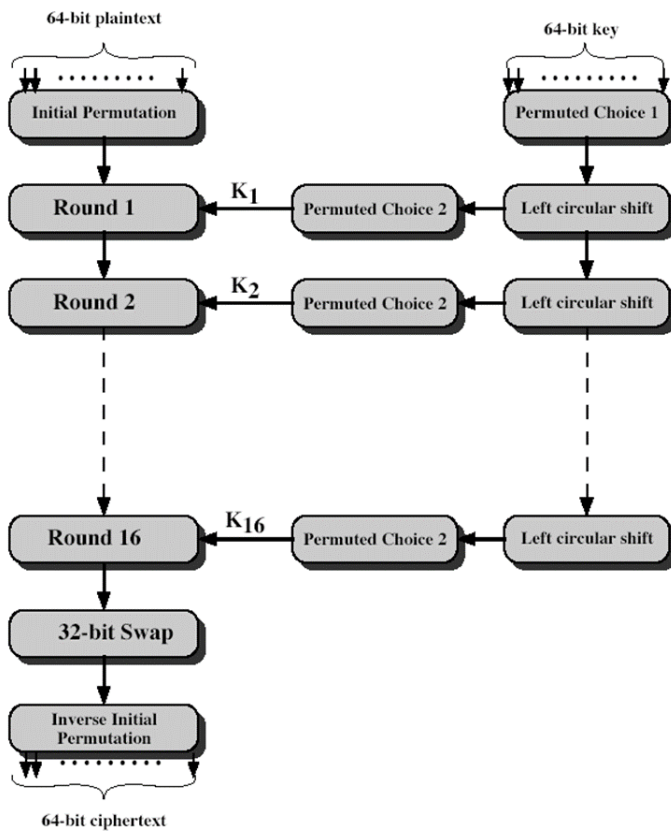 64-bit plaintext
64-bit key
Initial Permutation
Permuted Choice 1
Round 1
K1
Permuted Choice 2
Left circular shift
Round 2
K2
Permuted Choice 2
Left circular shift
Round 16
K16
Permuted Choice 2
Left circular shift
32-bit Swap
Inverse Initial
Permutation
64-bit ciphertext